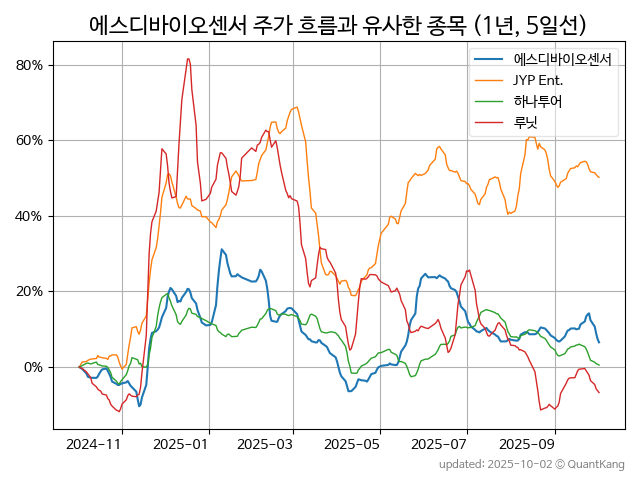 에스디바이오센서 주가 흐름과 유사한 종목 (1년, 5일선)
에스디바이오센서
JYP Ent.
하나투어
루닛
80%
60%
40%
20%
0%
2024-11
2025-01
2025-03
2025-05
2025-07
2025-09
updated: 2025-10-02 © QuantKang